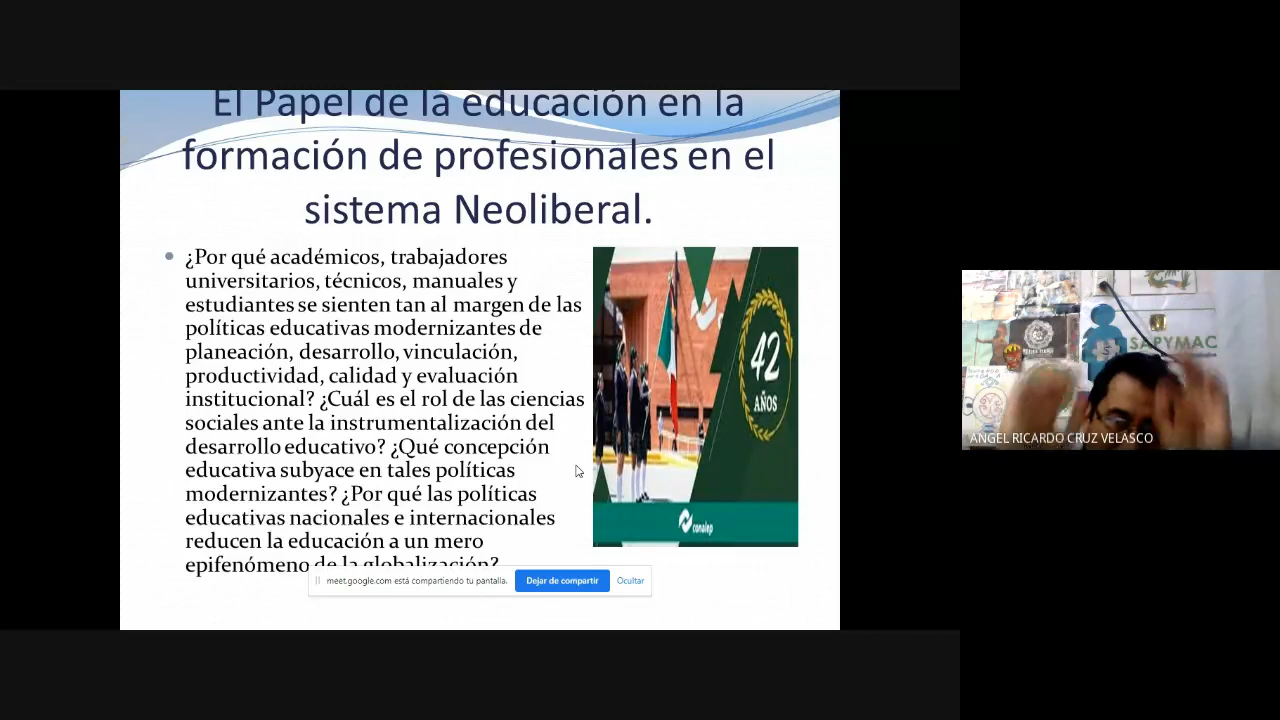 El Papel de la educación en la
formación de profesionales en el
sistema Neoliberal.
¿Por qué académicos, trabajadores
universitarios, técnicos, manuales y
estudiantes se sienten tan al margen de las
políticas educativas modernizantes de
planeación, desarrollo, vinculación,
productividad, calidad y evaluación
institucional? ¿Cuál es el rol de las ciencias
sociales ante la instrumentalización del
desarrollo educativo? ¿Qué concepción
educativa subyace en tales políticas
modernizantes? ¿Por qué las políticas
educativas nacionales e internacionales
reducen la educación a un mero
epifenómeno de la globalización?
42
AÑOS
conalep
meet.google.com está compartiendo tu pantalla.
Dejar de compartir
Ocultar
SAPYMAC
ANGEL RICARDO CRUZ VELASCO